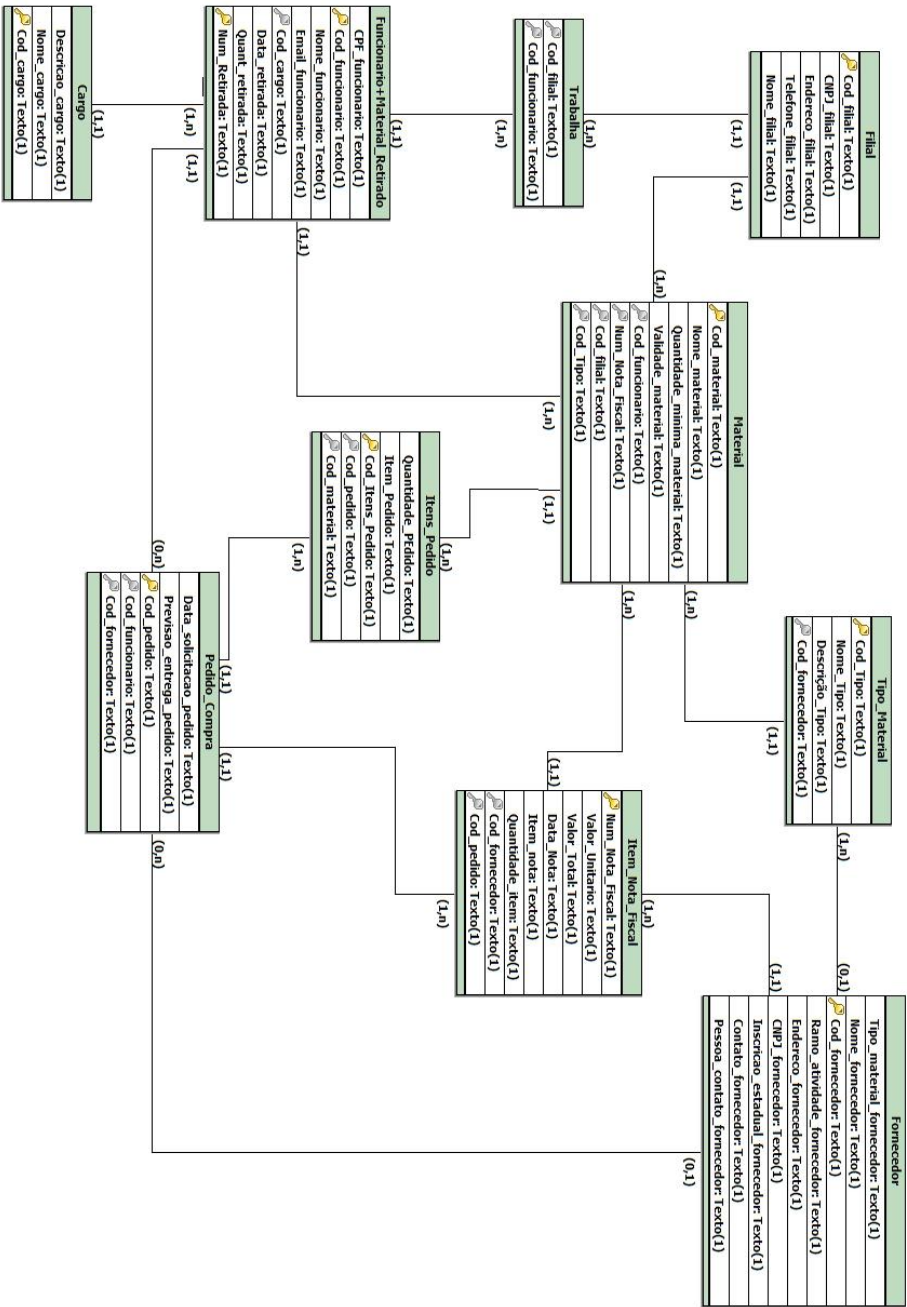 Filial
Cod_filial: Texto(1)
CNPJ_filial: Texto(1)
Endereco_filial: Texto(1)
Telefone_filial: Texto(1)
Nome_filial: Texto(1)
(1,1)
(1,1)
(1,n)
Trabalha
Cod_filial: Texto(1)
Cod_funcionario: Texto(1)
(1,n)
(1,1)
Funcionario+Material_Retirado
CPF_funcionario: Texto(1)
Cod_funcionario: Texto(1)
Nome_funcionario: Texto(1)
Email_funcionario: Texto(1)
Cod_cargo: Texto(1)
Data_retirada: Texto(1)
Quant_retirada: Texto(1)
Num_Retirada: Texto(1)
(1,1)
(1,n)
(1,1)
(1,1)
Cargo
Descricao_cargo: Texto(1)
Nome_cargo: Texto(1)
Cod_cargo: Texto(1)
(1,n)
Material
Cod_material: Texto(1)
Nome_material: Texto(1)
Quantidade_minima_material: Texto(1)
Validade_material: Texto(1)
Cod_funcionario: Texto(1)
Num_Nota_Fiscal: Texto(1)
Cod_filial: Texto(1)
Cod_Tipo: Texto(1)
(1,n)
(1,n)
(1,n)
(1,1)
(1,n)
Itens_Pedido
Quantidade_PEdido: Texto(1)
Item_Pedido: Texto(1)
Cod_Itens_Pedido: Texto(1)
Cod_pedido: Texto(1)
Cod_material: Texto(1)
(1,n)
(0,n)
(1,1)
(1,1)
Pedido_Compra
Data_solicitacao_pedido: Texto(1)
Previsao_entrega_pedido: Texto(1)
Cod_pedido: Texto(1)
Cod_funcionario: Texto(1)
Cod_fornecedor: Texto(1)
(0,n)
Tipo_Material
Cod_Tipo: Texto(1)
Nome_Tipo: Texto(1)
Descrição_Tipo: Texto(1)
Cod_fornecedor: Texto(1)
(1,1)
(1,n)
(1,1)
Item_Nota_Fiscal
Num_Nota_Fiscal: Texto(1)
Valor_Unitario: Texto(1)
Valor_Total: Texto(1)
Data_Nota: Texto(1)
Item_nota: Texto(1)
Quantidade_item: Texto(1)
Cod_fornecedor: Texto(1)
Cod_pedido: Texto(1)
(1,n)
(1,n)
(0,1)
(1,1)
Fornecedor
Tipo_material_fornecedor: Texto(1)
Nome_fornecedor: Texto(1)
Cod_fornecedor: Texto(1)
Ramo_atividade_fornecedor: Texto(1)
Endereco_fornecedor: Texto(1)
CNPJ_fornecedor: Texto(1)
Inscricao_estadual_fornecedor: Texto(1)
Contato_fornecedor: Texto(1)
Pessoa_contato_fornecedor: Texto(1)
(0,1)